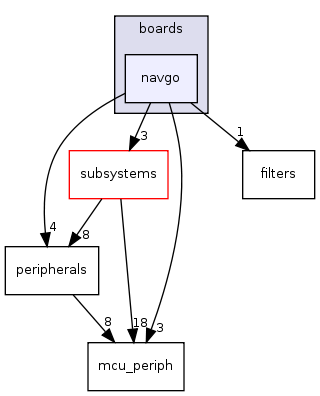 boards
navgo
3
1
subsystems
filters
4
8
peripherals
8
18
3
mcu_periph